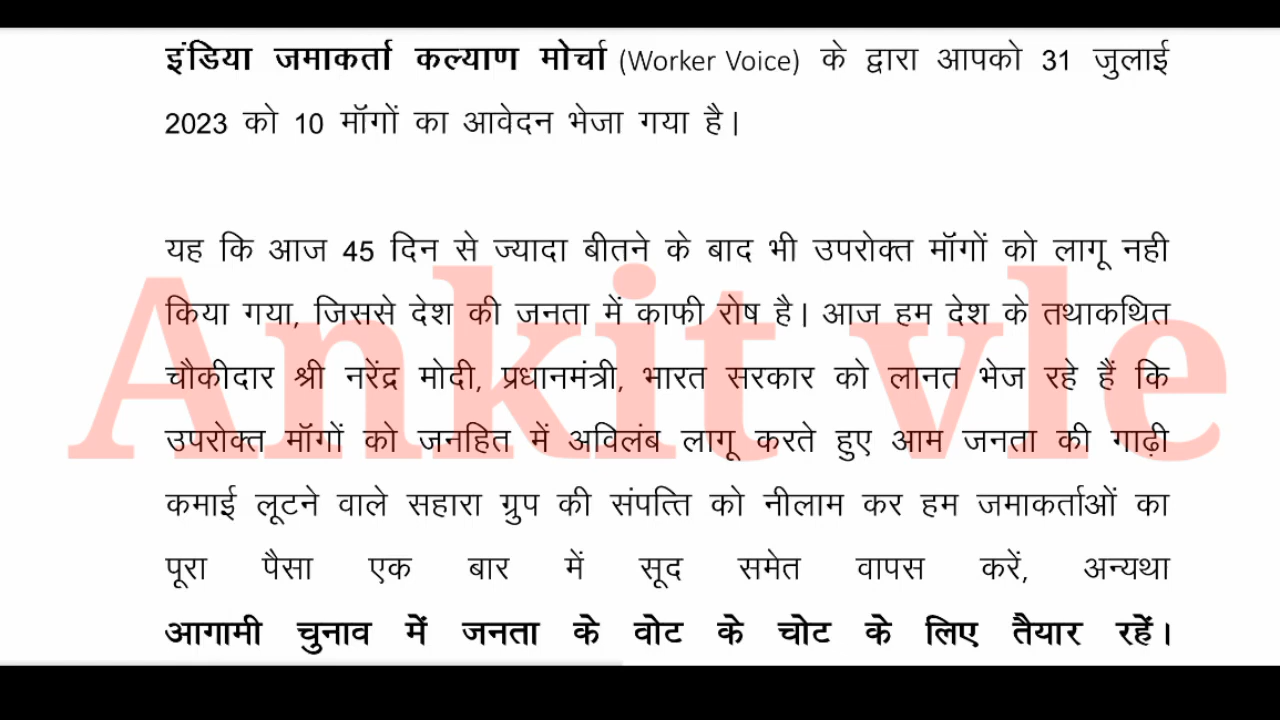 इंडिया जमाकर्ता कल्याण मोर्चा (Worker Voice) के द्वारा आपको 31 जुलाई
2023 को 10 मॉंगों का आवेदन भेजा गया है।
यह कि आज 45 दिन से ज्यादा बीतने के बाद भी उपरोक्त मॉंगों को लागू नही
किया गया, जिससे देश की जनता में काफी रोष है। आज हम देश के तथाकथित
चौकीदार श्री नरेंद्र मोदी, प्रधानमंत्री, भारत सरकार को लानत भेज रहे हैं कि
उपरोक्त मॉंगों को जनहित में अविलंब लागू करते हुए आम जनता की गाढ़ी
कमाई लूटने वाले सहारा ग्रुप की संपत्ति को नीलाम कर हम जमाकर्ताओं का
पूरा पैसा एक बार में सूद समेत वापस करें, अन्यथा
आगामी चुनाव में जनता के वोट के चोट के लिए तैयार रहें।
Ankit vle